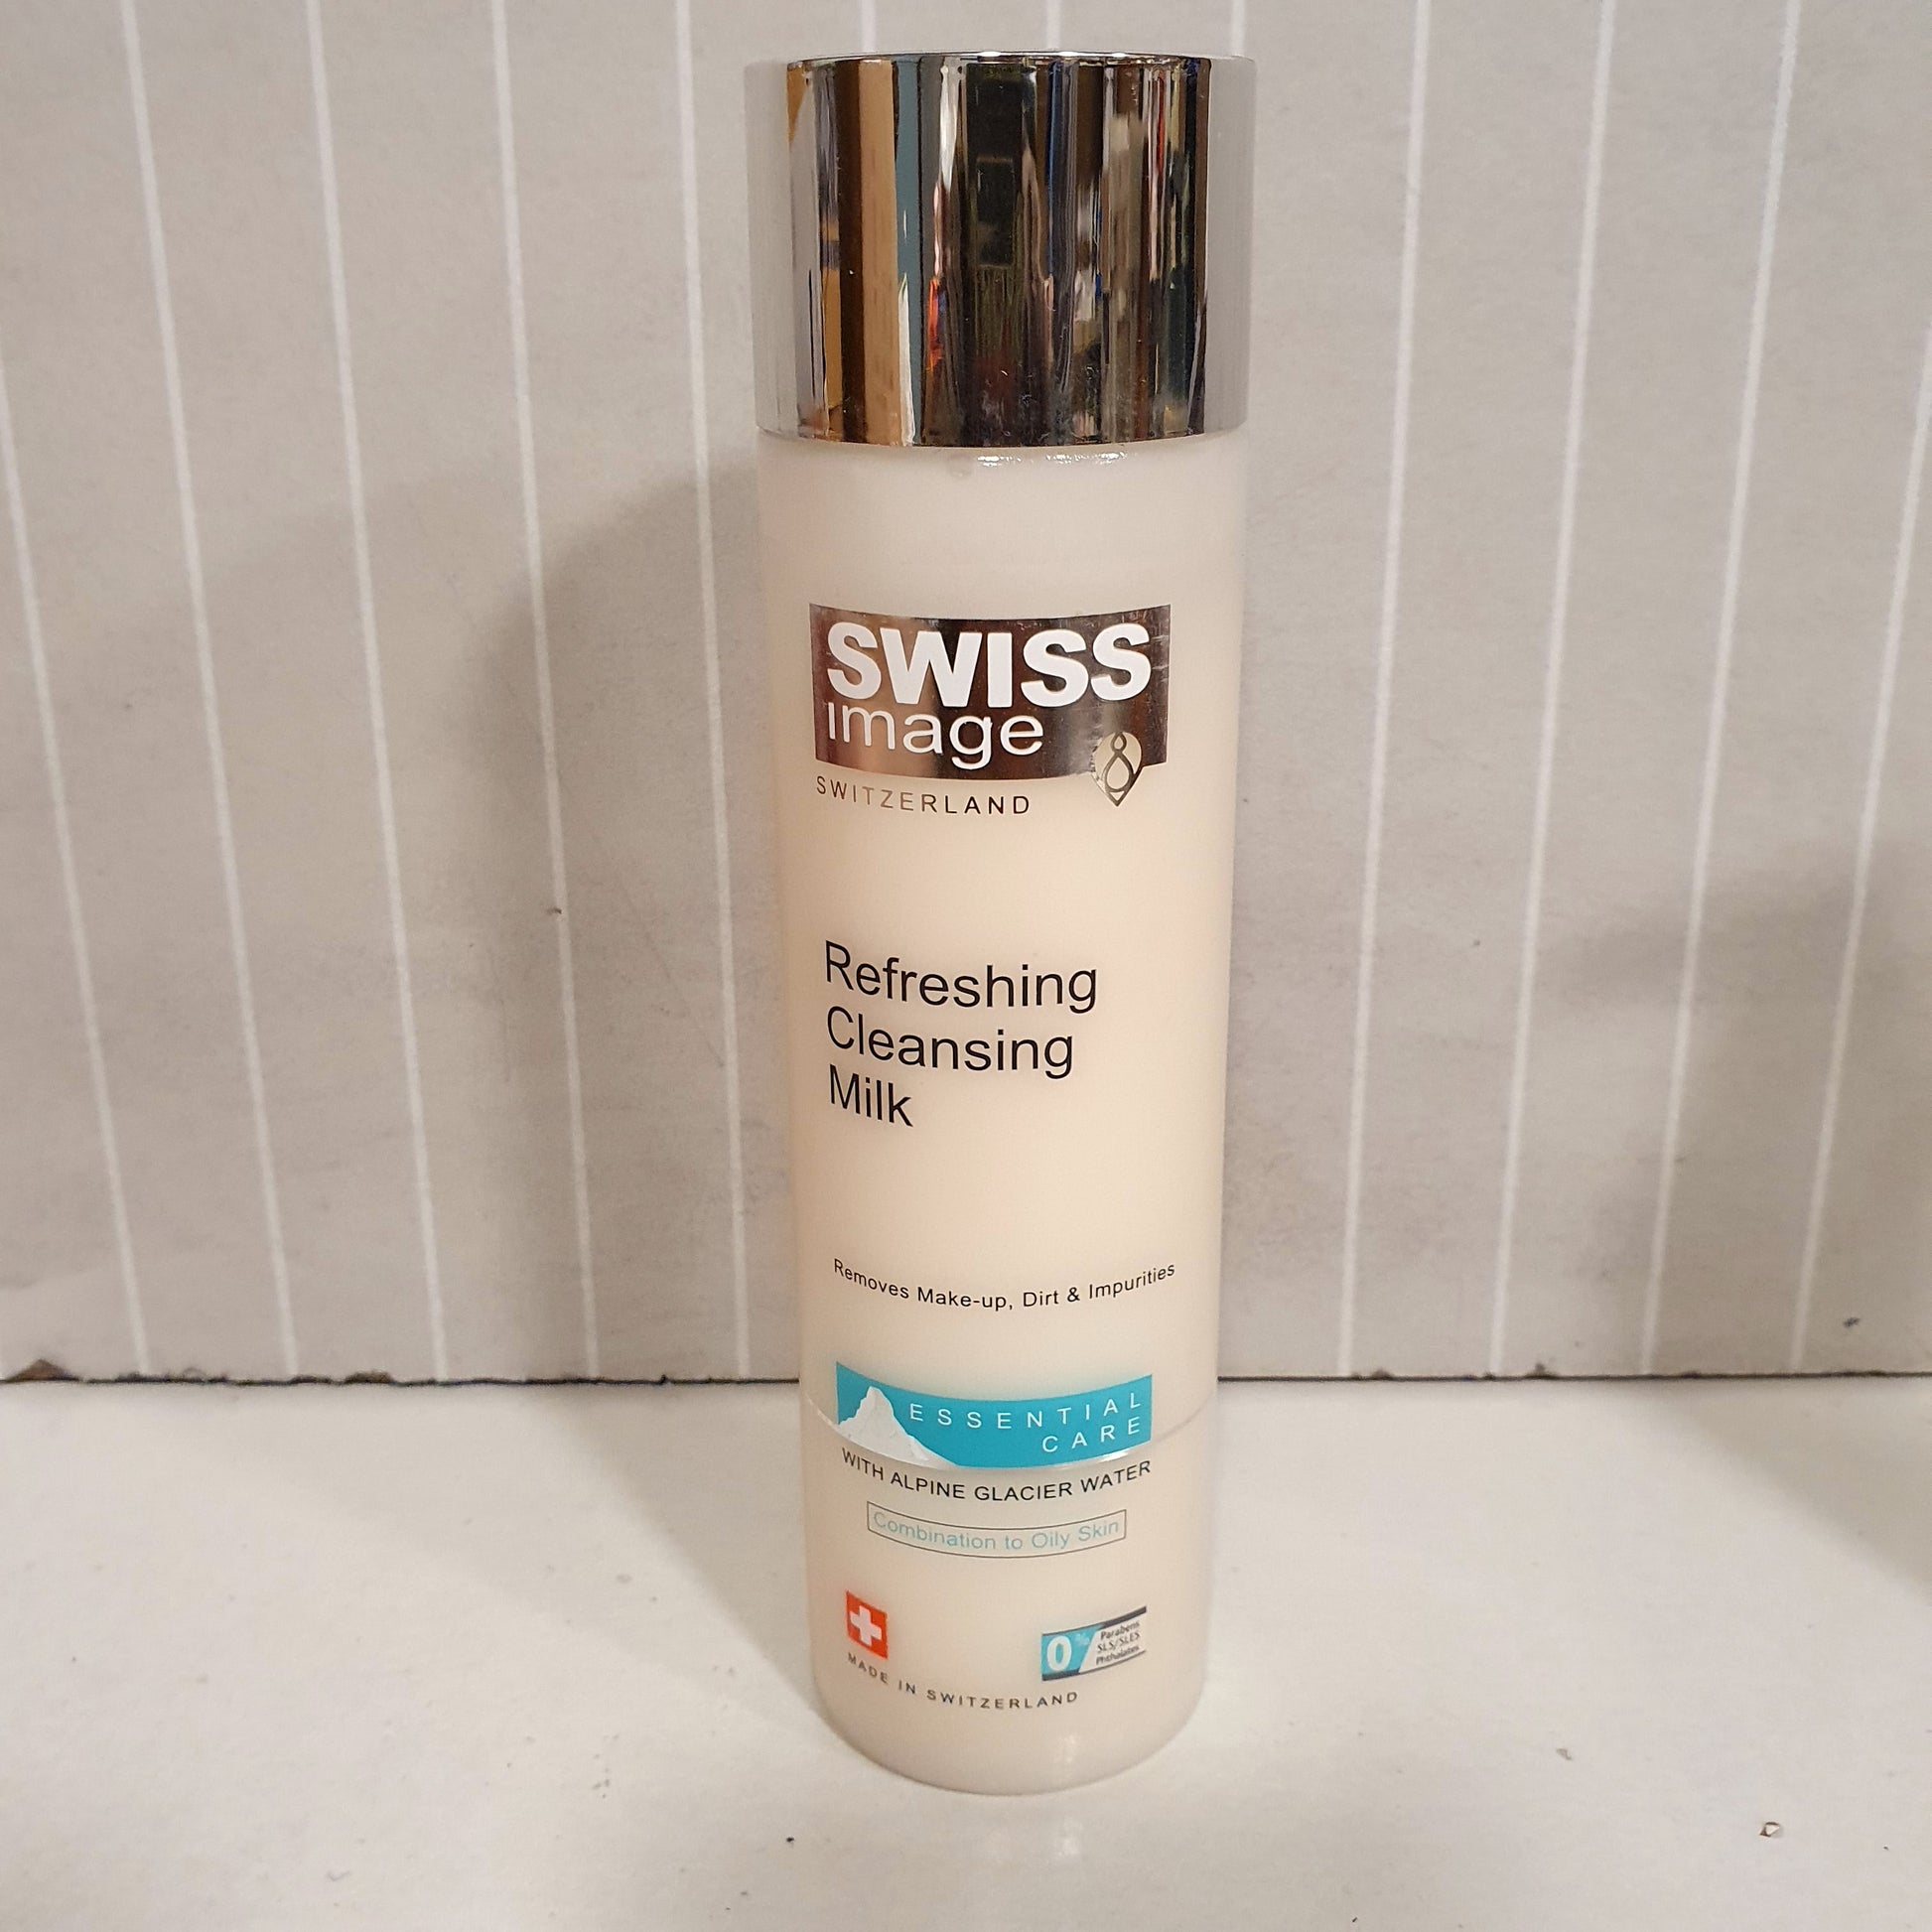 SWISS
image
SWITZERLAND
Refreshing
Cleansing
Milk
Removes Make-up, Dirt & Impurities
ESSENTIAL
CARE
WITH ALPINE GLACIER WATER
Combination to Oily Skin
0%
Parabens
SLS/SLES
Phthalates
MADE IN SWITZERLAND